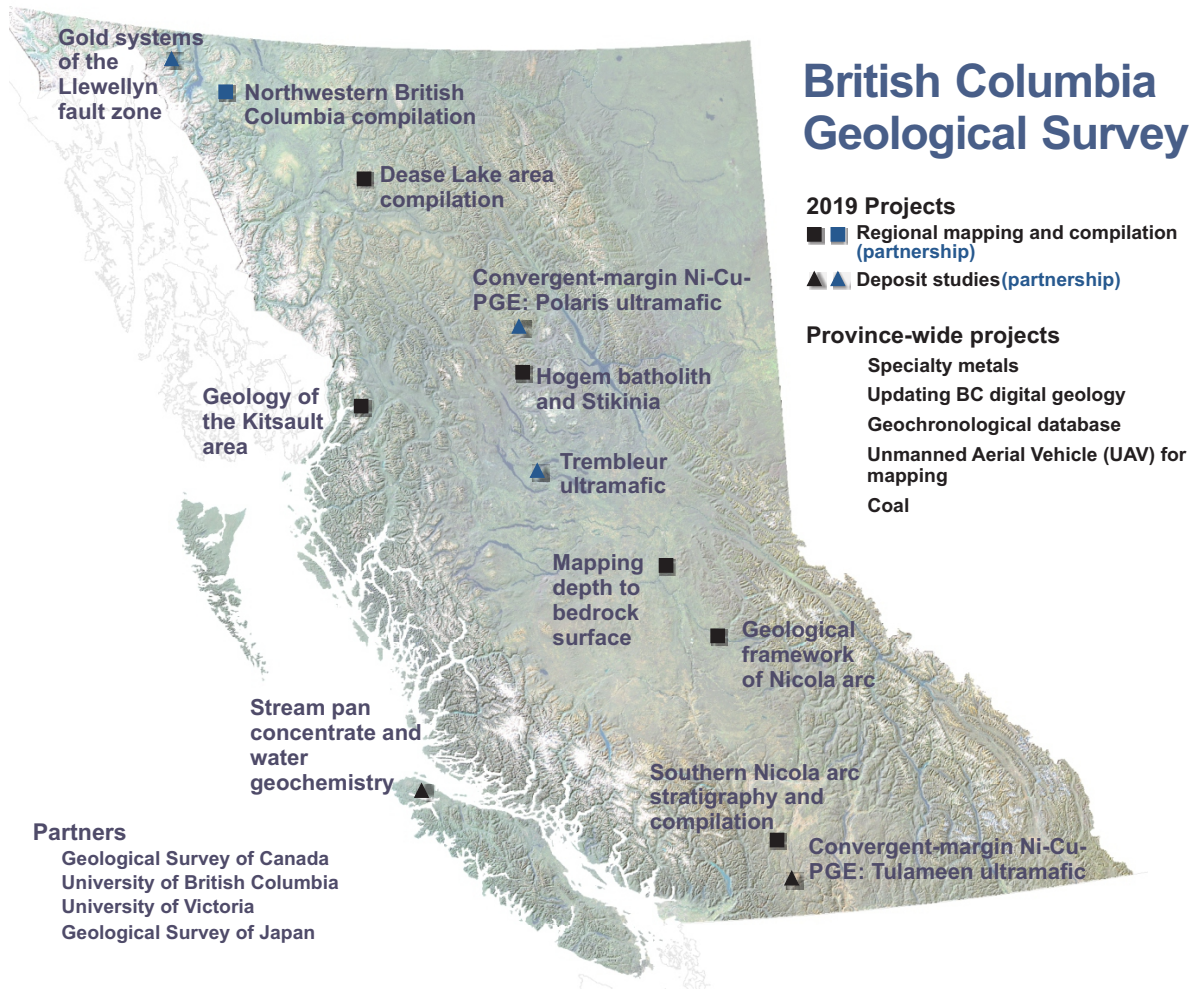 British Columbia
Geological Survey
2019 Projects
Regional mapping and compilation
(partnership)
Deposit studies(partnership)
Province-wide projects
Specialty metals
Updating BC digital geology
Geochronological database
Unmanned Aerial Vehicle (UAV) for
mapping
Coal
Gold systems
of the
Llewellyn
fault zone
Northwestern British
Columbia compilation
Dease Lake area
compilation
Convergent-margin Ni-Cu-
PGE: Polaris ultramafic
Hogem batholith
and Stikinia
Geology of
the Kitsault
area
Trembleur
ultramafic
Mapping
depth to
bedrock
surface
Geological
framework
of Nicola arc
Stream pan
concentrate and
water
geochemistry
Southern Nicola arc
stratigraphy and
compilation
Convergent-margin Ni-Cu-
PGE: Tulameen ultramafic
Partners
Geological Survey of Canada
University of British Columbia
University of Victoria
Geological Survey of Japan